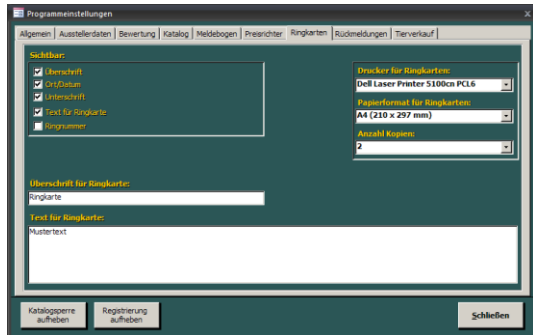 Programmeinstellungen
x
Allgemein Ausstellerdaten Bewertung Katalog Meldebogen Preisrichter Ringkarten Rückmeldungen Tierverkauf
Sichtbar:
Überschrift
Ort/Datum
Unterschrift
Text für Ringkarte
Ringnummer
Drucker für Ringkarten:
Dell Laser Printer 5100cn PCL6
Papierformat für Ringkarten:
A4 (210 x 297 mm)
Anzahl Kopien:
2
Überschrift für Ringkarte:
Ringkarte
Text für Ringkarte:
Mustertext
Katalogsperre
aufheben
Registrierung
aufheben
Schließen